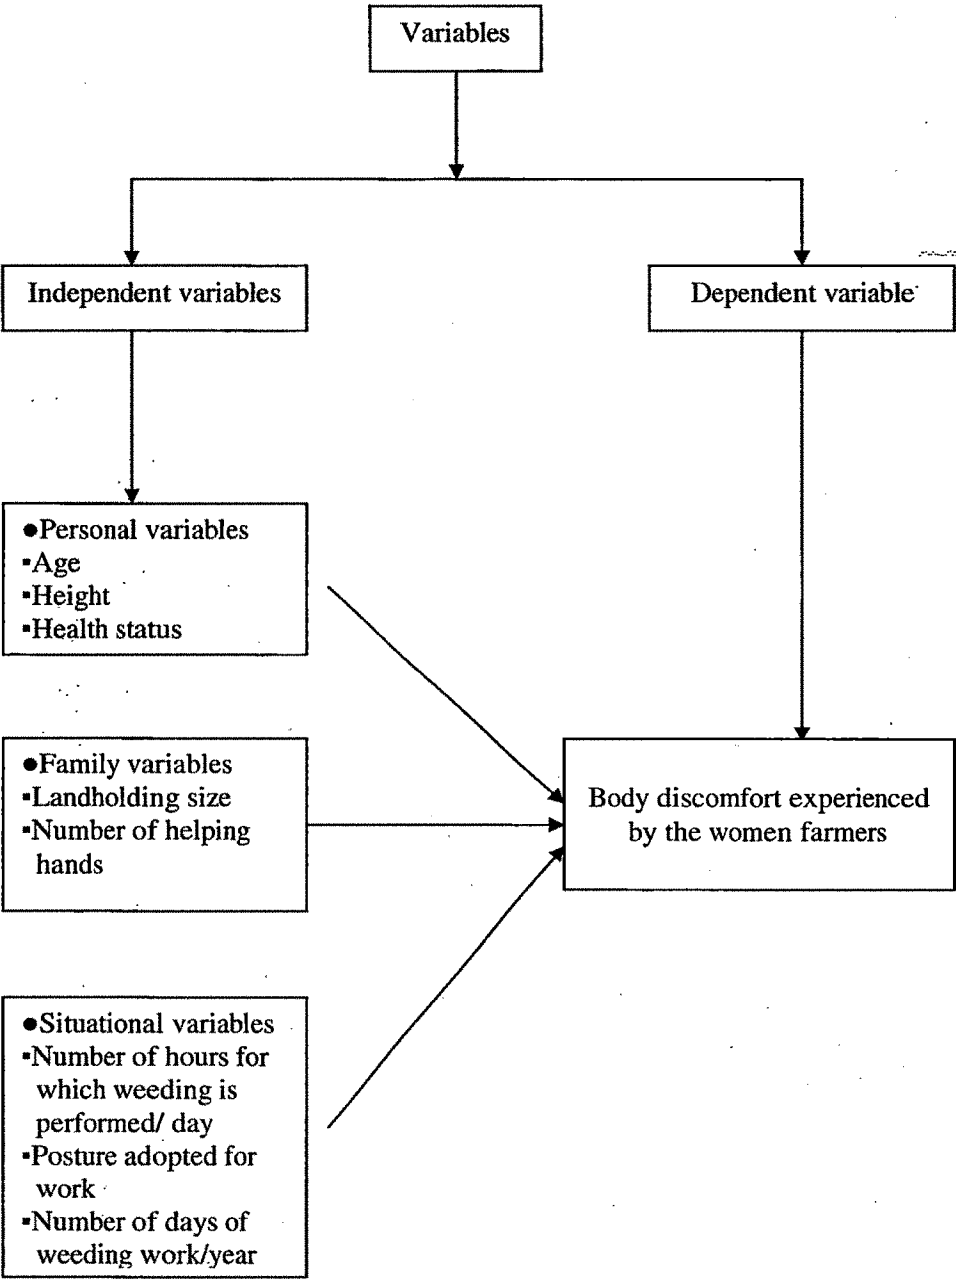 Variables
Independent variables
Dependent variable
●Personal variables
▪Age
▪Height
▪Health status
●Family variables
▪Landholding size
▪Number of helping
hands
Body discomfort experienced
by the women farmers
●Situational variables
▪Number of hours for
which weeding is
performed/ day
▪Posture adopted for
work
▪Number of days of
weeding work/year